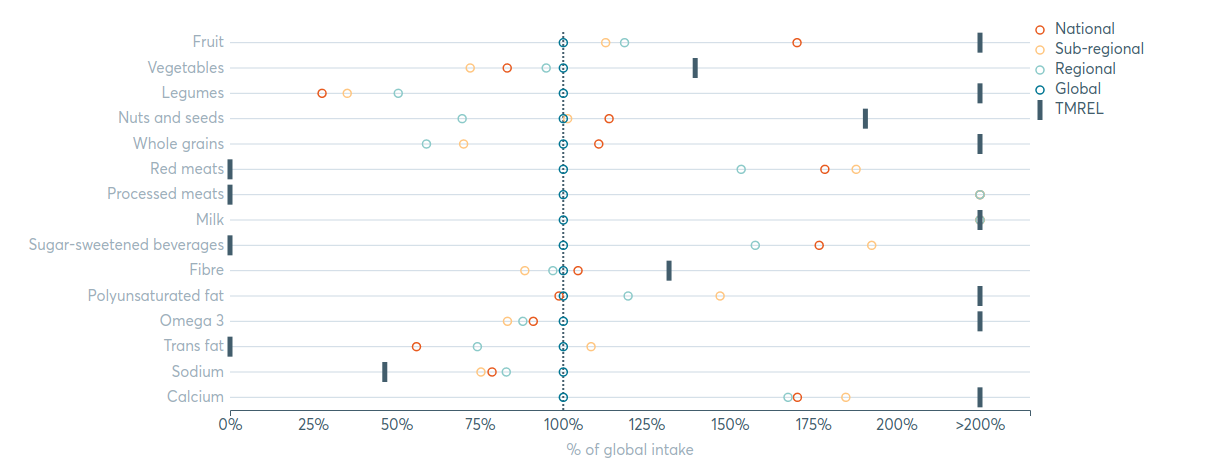 Fruit
Vegetables
Legumes
Nuts and seeds
Whole grains
Red meats
Processed meats
Milk
Sugar-sweetened beverages
Fibre
Polyunsaturated fat
Omega 3
Trans fat
Sodium
Calcium
0% 25% 50% 75% 100% 125% 150% 175% 200% >200%
% of global intake
National
Sub-regional
Regional
Global
TMREL